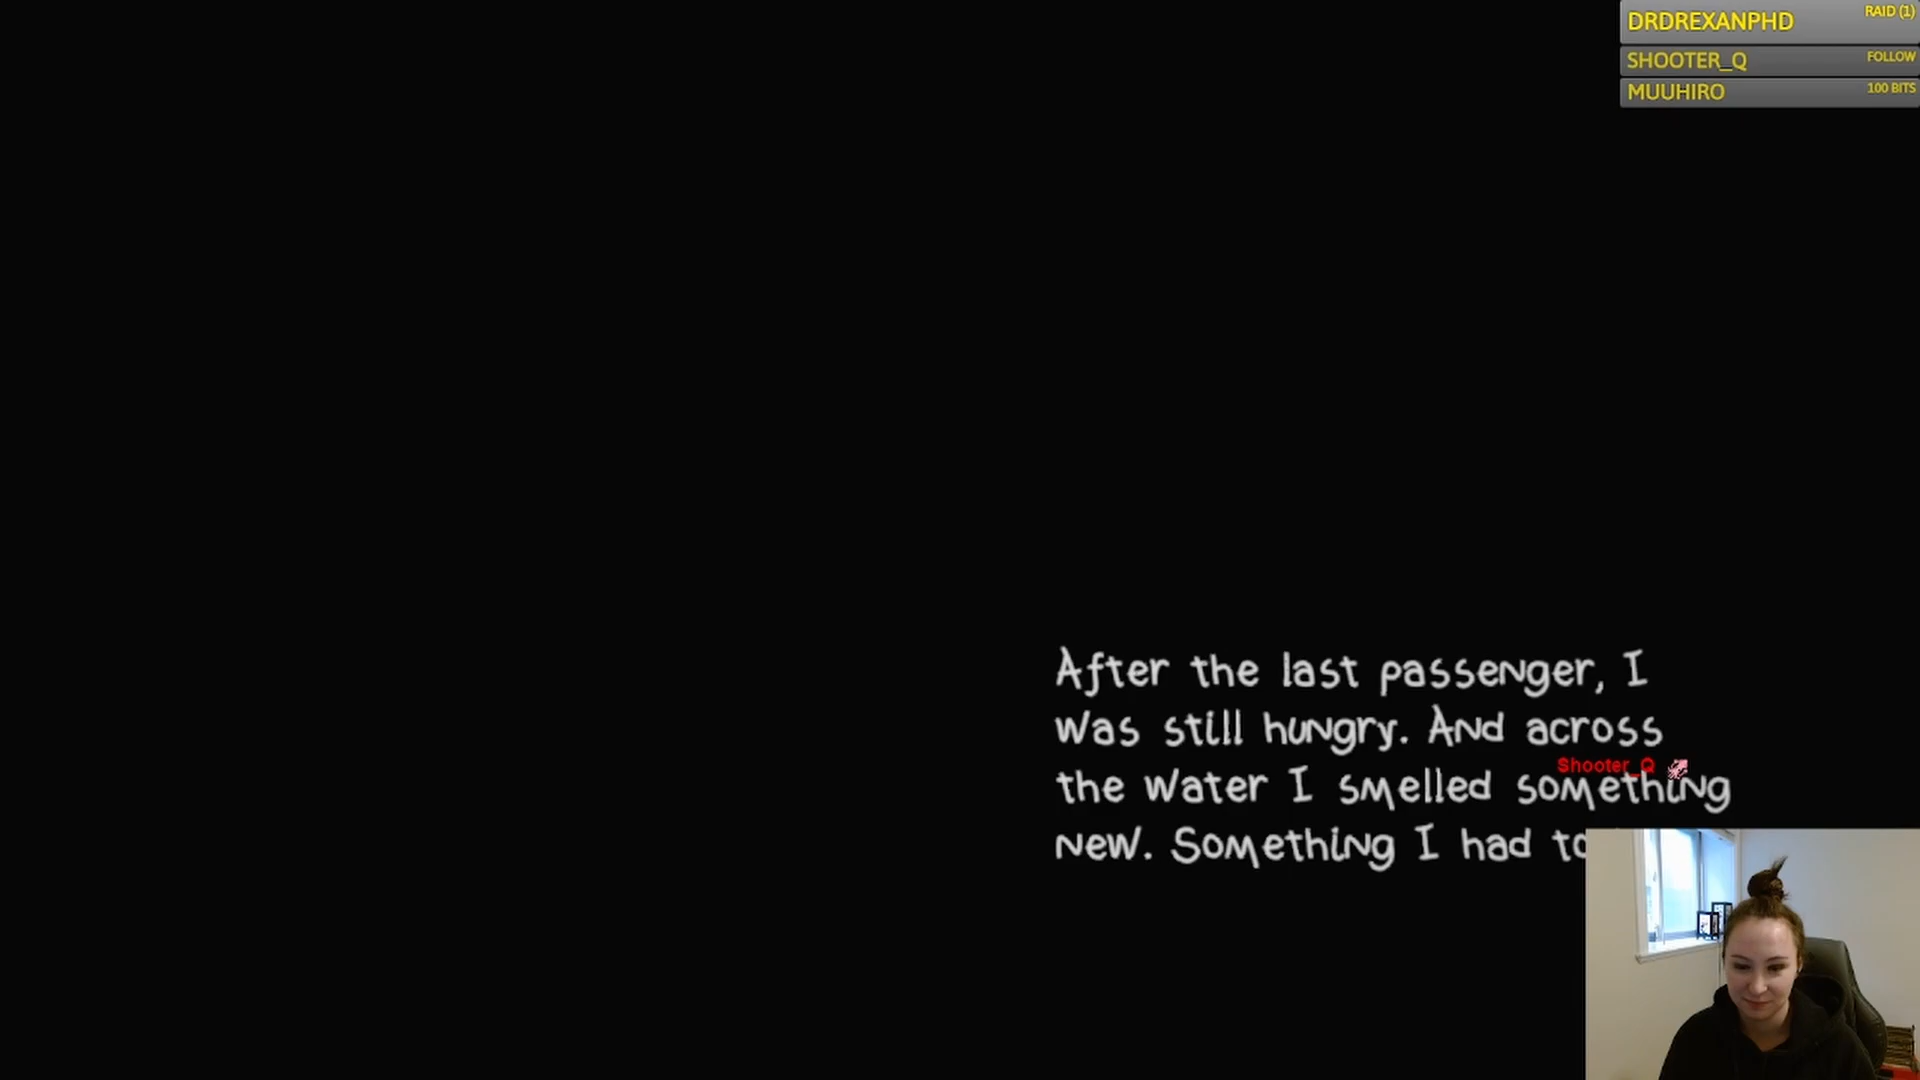 DRDREXANPHD RAID (1)
SHOOTER_Q FOLLOW
MUUHIRO 100 BITS
After the last passenger, I
was still hungry. And across
Shooter_Q
the water I smelled something
new. Something I had to